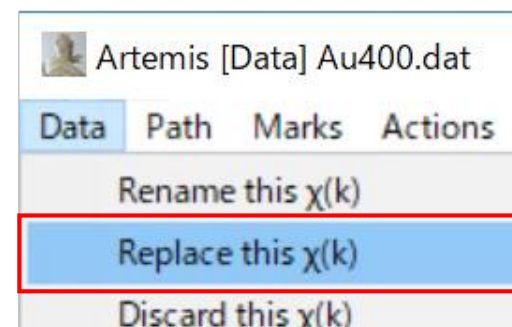 Artemis [Data] Au400.dat
Data Path Marks Actions
Rename this χ(k)
Replace this χ(k)
Discard this χ(k)